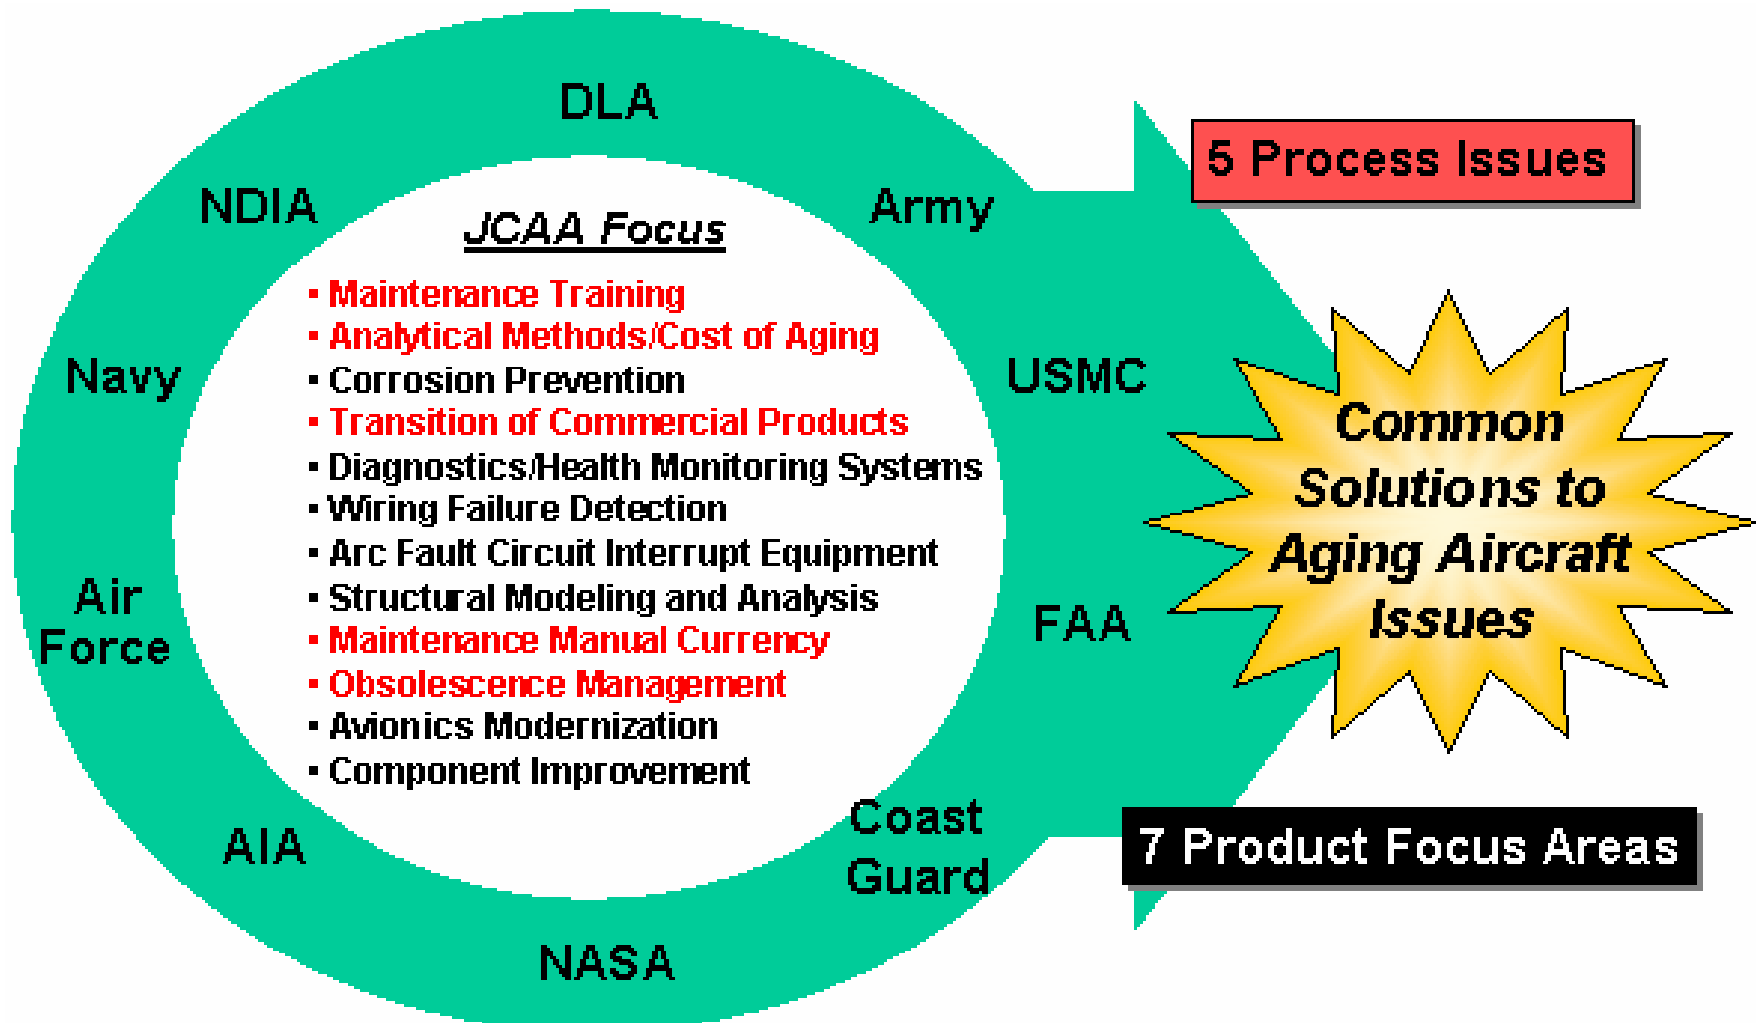 DLA
NDIA
Army
Navy
USMC
Air
Force
FAA
AIA
Coast
Guard
NASA
JCAA Focus
▪ Maintenance Training
▪ Analytical Methods/Cost of Aging
▪ Corrosion Prevention
▪ Transition of Commercial Products
▪ Diagnostics/Health Monitoring Systems
▪ Wiring Failure Detection
▪ Arc Fault Circuit Interrupt Equipment
▪ Structural Modeling and Analysis
▪ Maintenance Manual Currency
▪ Obsolescence Management
▪ Avionics Modernization
▪ Component Improvement
5 Process Issues
Common
Solutions to
Aging Aircraft
Issues
7 Product Focus Areas